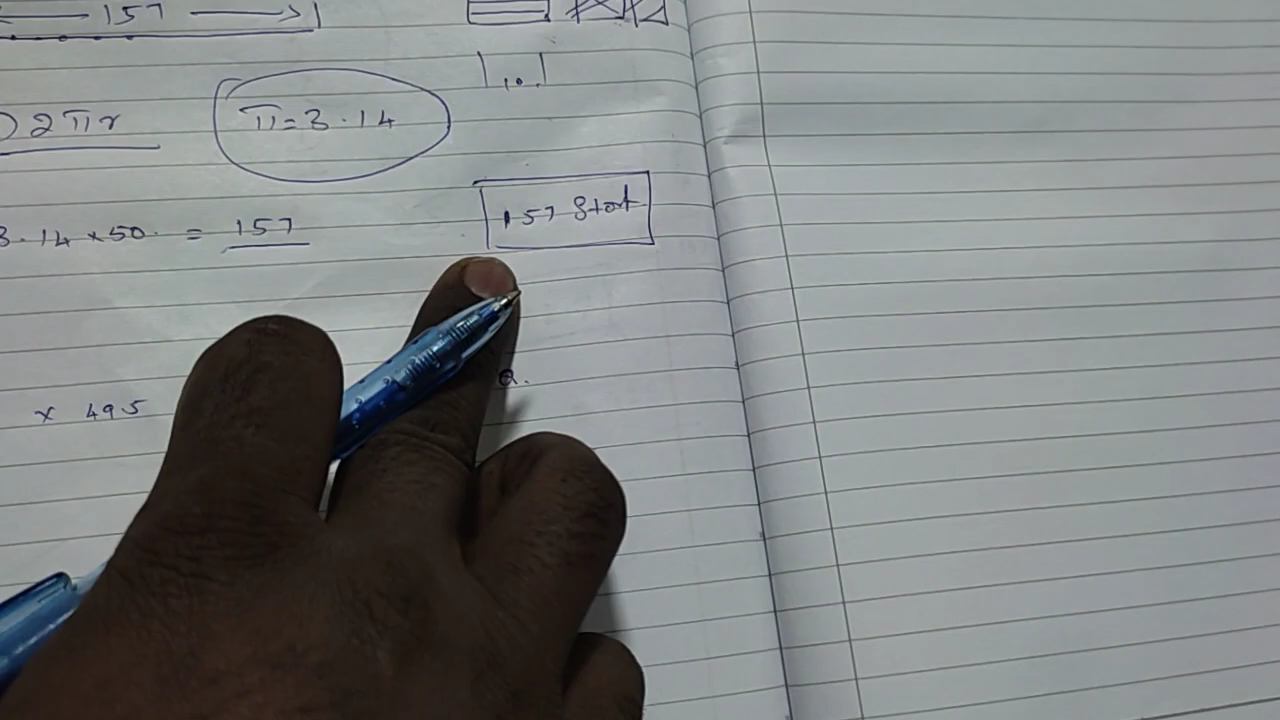 157
2πr
π=3.14
10
3.14×50. = 157
157 Start
Q.
× 495